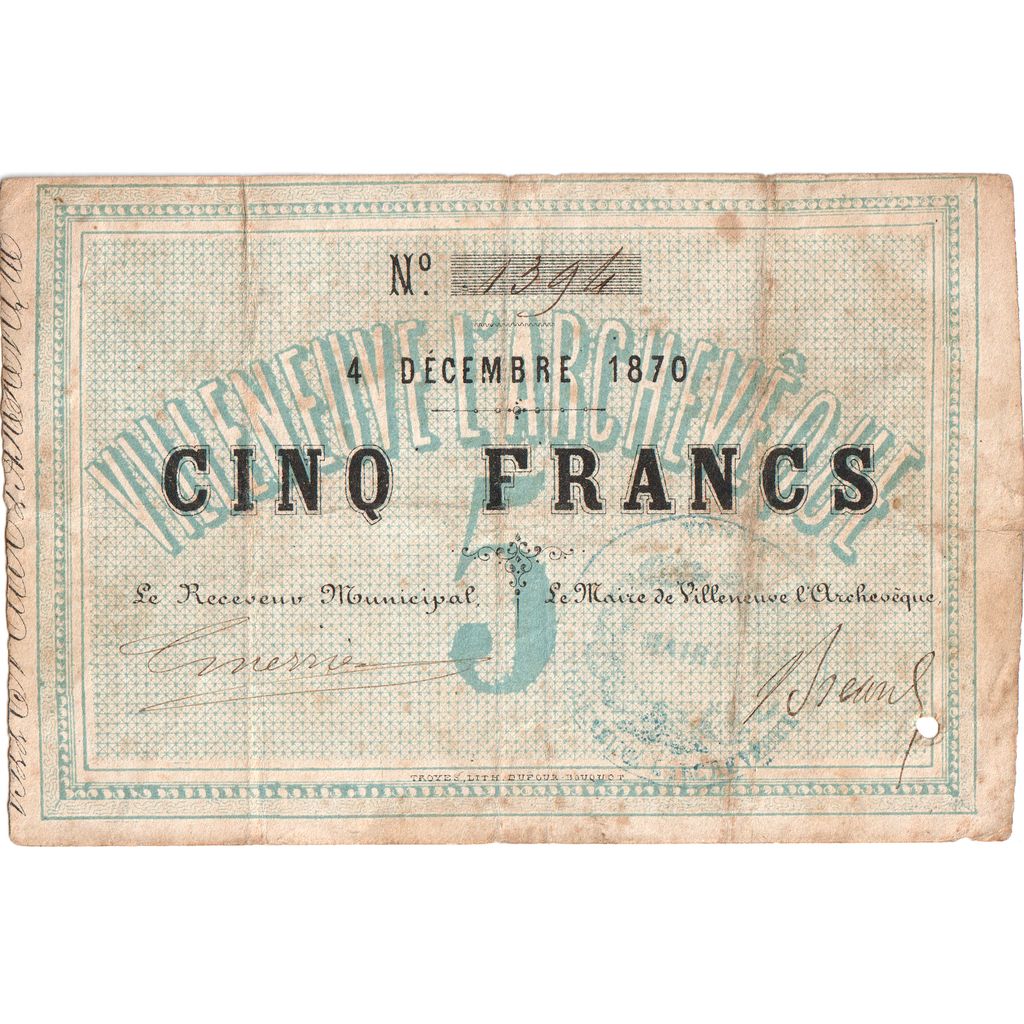 Nº. 1394
VILLENEUVE L'ARCHEVÊQUE
4 DÉCEMBRE 1870
CINQ FRANCS
5
Le Receveur Municipal, Le Maire de Villeneuve l'Archevêque,
MAIRIE
TROYES, LITH. DUFOUR-BOUQUOT